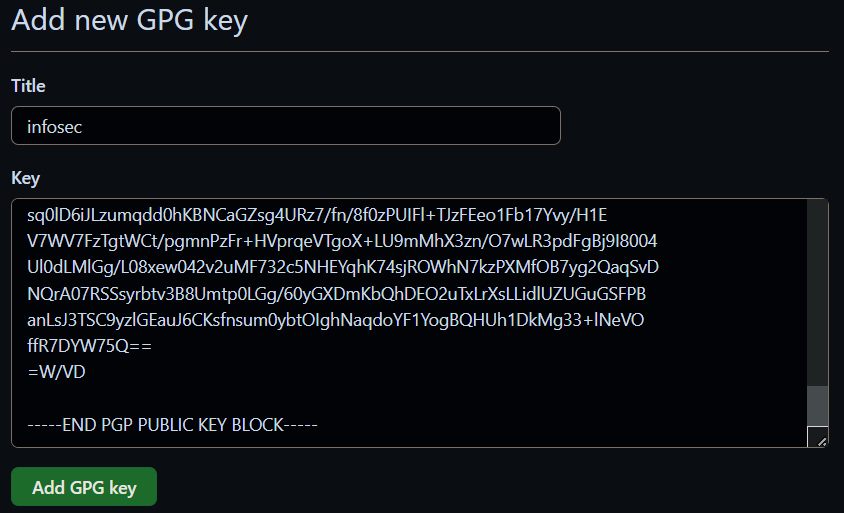 Add new GPG key
Title
infosec
Key
sq0lD6iJLzumqdd0hKBNCaGZsg4URz7/fn/8f0zPUIFl+TJzFEeo1Fb17Yvy/H1E
V7WV7FzTgtWCt/pgmnPzFr+HVprqeVTgoX+LU9mMhX3zn/O7wLR3pdFgBj9I8004
Ul0dLMlGg/L08xew042v2uMF732c5NHEYqhK74sjROWhN7kzPXMfOB7yg2QaqSvD
NQrA07RSSsyrbtv3B8Umtp0LGg/60yGXDmKbQhDEO2uTxLrXsLLidlUZUGuGSFPB
anLsJ3TSC9yzlGEauJ6CKsfnsum0ybtOIghNaqdoYF1YogBQHUh1DkMg33+lNeVO
ffR7DYW75Q==
=W/VD
-----END PGP PUBLIC KEY BLOCK-----
Add GPG key